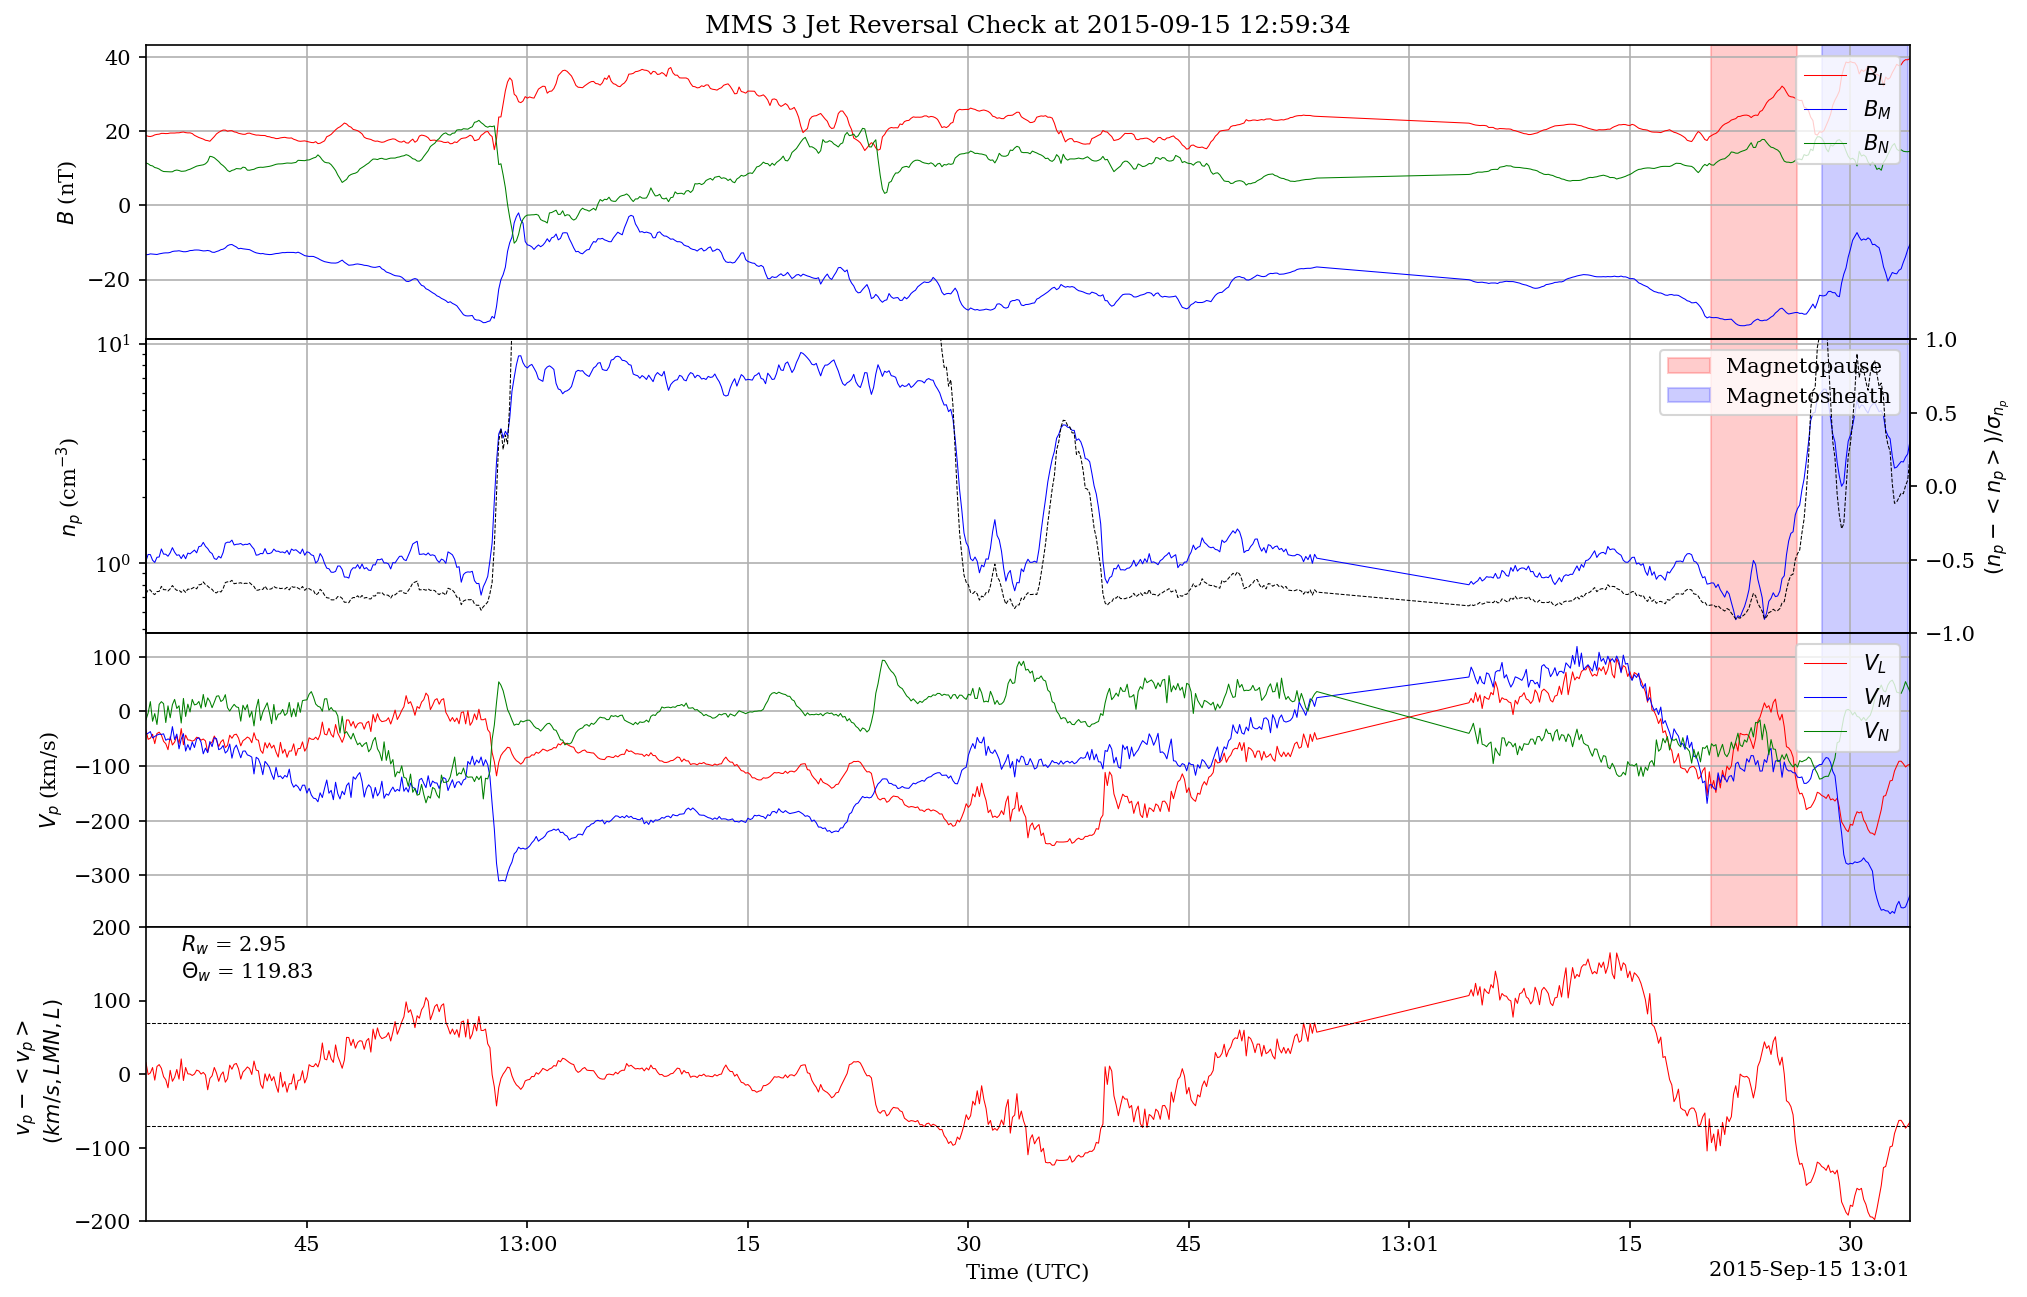 MMS 3 Jet Reversal Check at 2015-09-15 12:59:34
B (nT)
40
20
0
−20
B_L
B_M
B_N
n_p (cm^−3)
10^1
10^0
Magnetopause
Magnetosheath
1.0
0.5
0.0
−0.5
−1.0
(n_p − < n_p >)/σ_{n_p}
V_p (km/s)
100
0
−100
−200
−300
V_L
V_M
V_N
v_p − < v_p >
(km/s, LMN, L)
200
100
0
−100
−200
R_w = 2.95
Θ_w = 119.83
45 13:00 15 30 45 13:01 15 30
Time (UTC)
2015-Sep-15 13:01